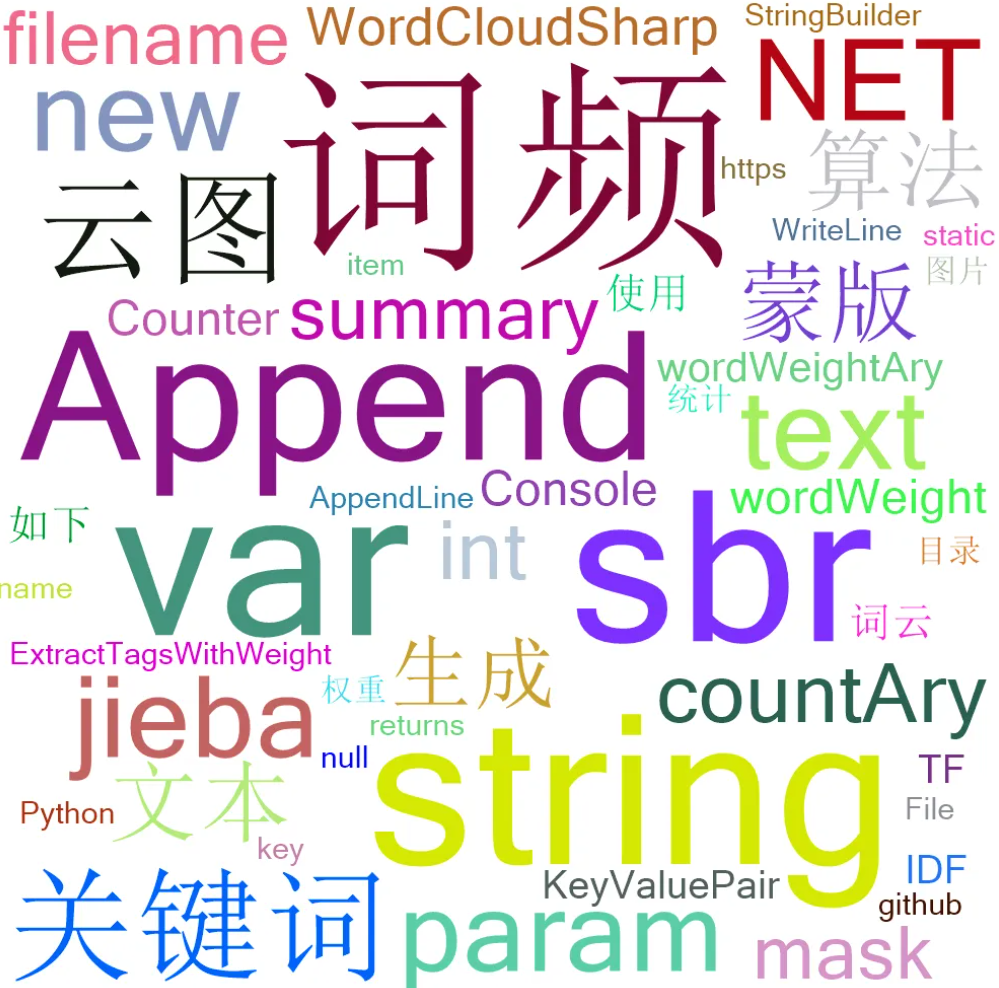 filename
WordCloudSharp
StringBuilder
new
词频
NET
云图
https
算法
item
WriteLine
static
Counter
summary
使用
蒙版
图片
Append
wordWeightAry
统计
text
AppendLine
Console
wordWeight
如下
var
int
sbr
目录
name
词云
ExtractTagsWithWeight
权重
生成
countAry
jieba
returns
null
string
TF
Python
文本
File
key
关键词
KeyValuePair
IDF
github
param
mask